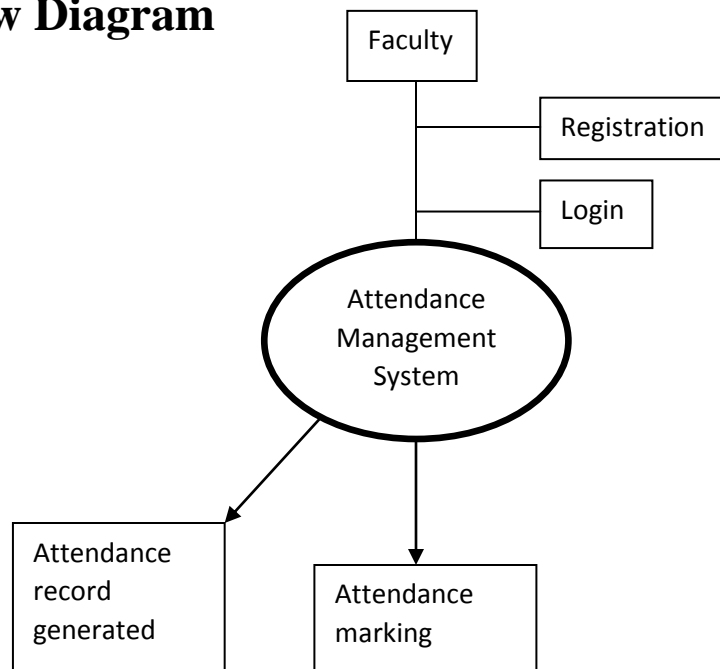 Diagram
Faculty
Registration
Login
Attendance
Management
System
Attendance
record
generated
Attendance
marking